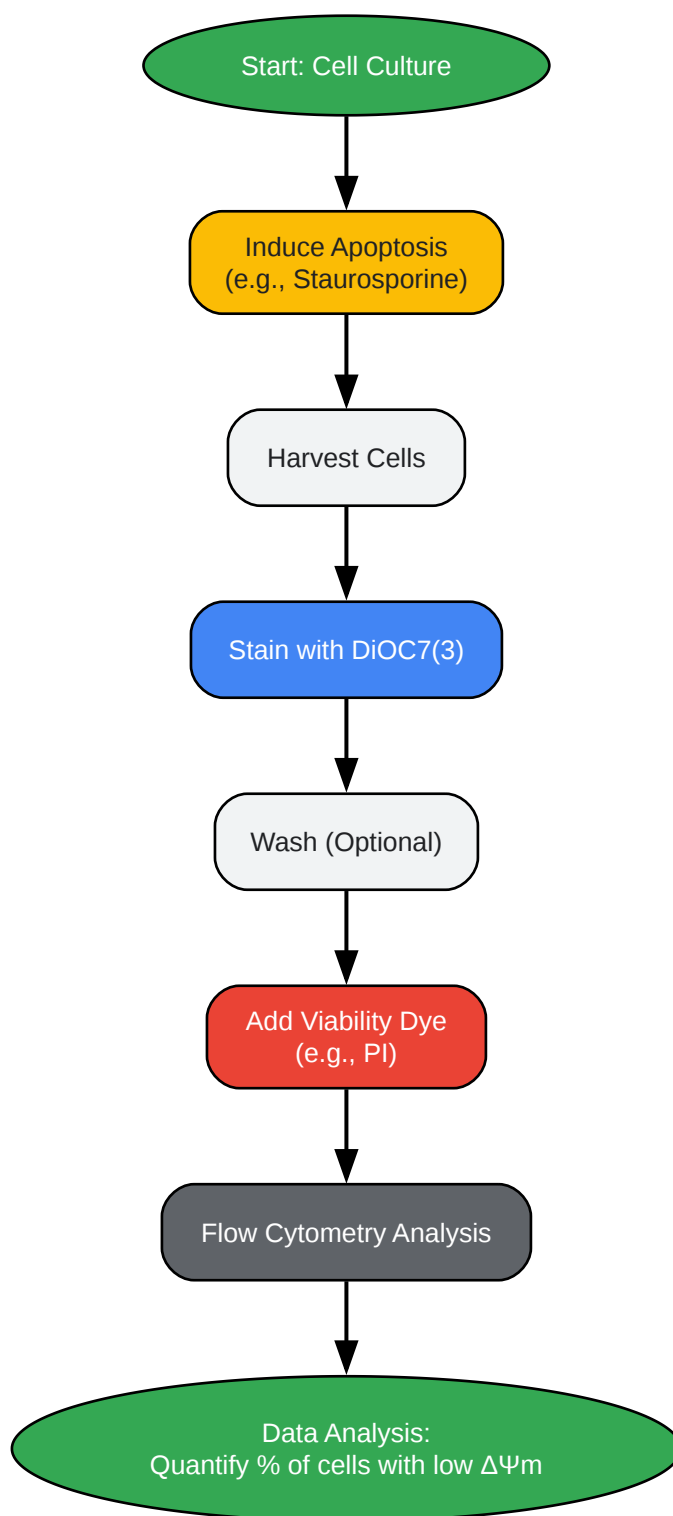 Start: Cell Culture
Induce Apoptosis
(e.g., Staurosporine)
Harvest Cells
Stain with DiOC7(3)
Wash (Optional)
Add Viability Dye
(e.g., PI)
Flow Cytometry Analysis
Data Analysis:
Quantify % of cells with low ΔΨm